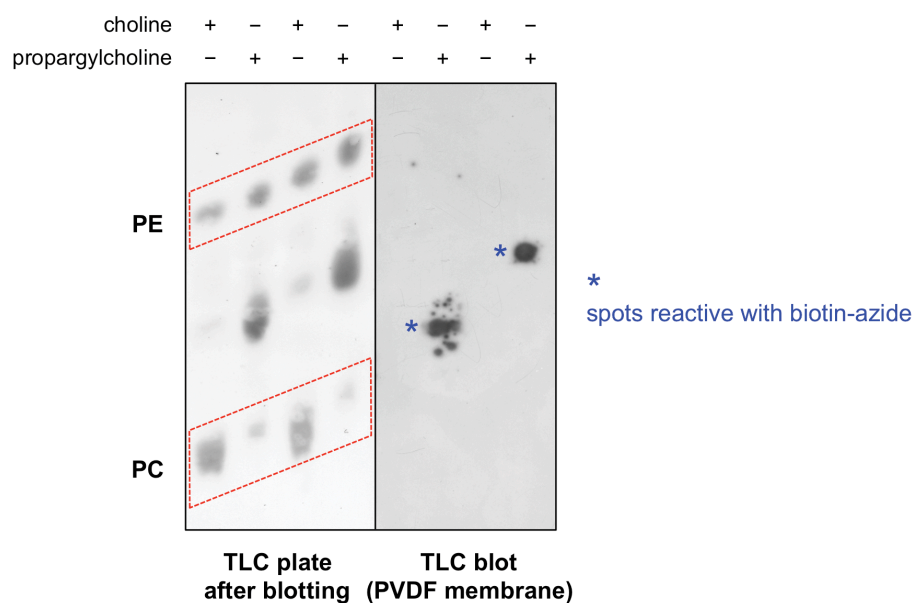 choline + – + – + – + –
propargylcholine – + – + – + – +
PE
*
*
*
spots reactive with biotin-azide
PC
TLC plate
after blotting
TLC blot
(PVDF membrane)